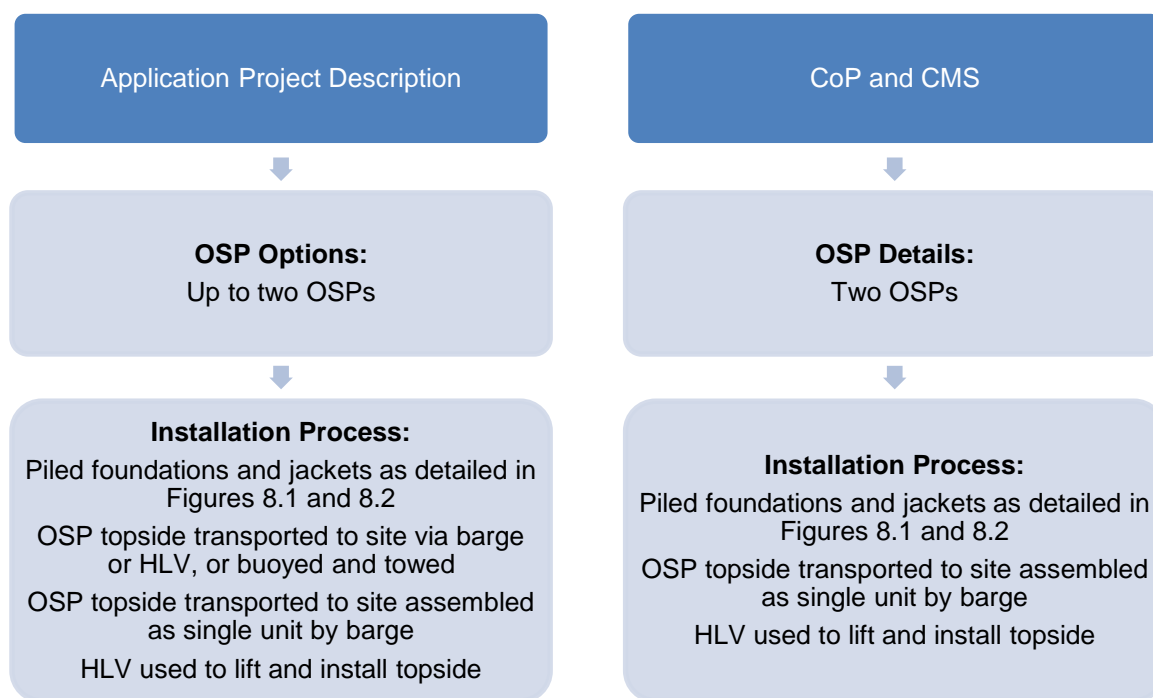 Application Project Description
OSP Options:
Up to two OSPs
Installation Process:
Piled foundations and jackets as detailed in
Figures 8.1 and 8.2
OSP topside transported to site via barge
or HLV, or buoyed and towed
OSP topside transported to site assembled
as single unit by barge
HLV used to lift and install topside
CoP and CMS
OSP Details:
Two OSPs
Installation Process:
Piled foundations and jackets as detailed in
Figures 8.1 and 8.2
OSP topside transported to site assembled
as single unit by barge
HLV used to lift and install topside